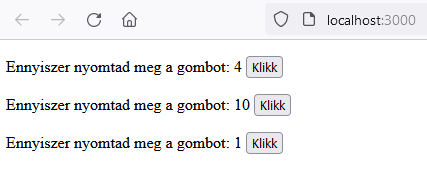 localhost:3000
Ennyiszer nyomtad meg a gombot: 4 Klikk
Ennyiszer nyomtad meg a gombot: 10 Klikk
Ennyiszer nyomtad meg a gombot: 1 Klikk